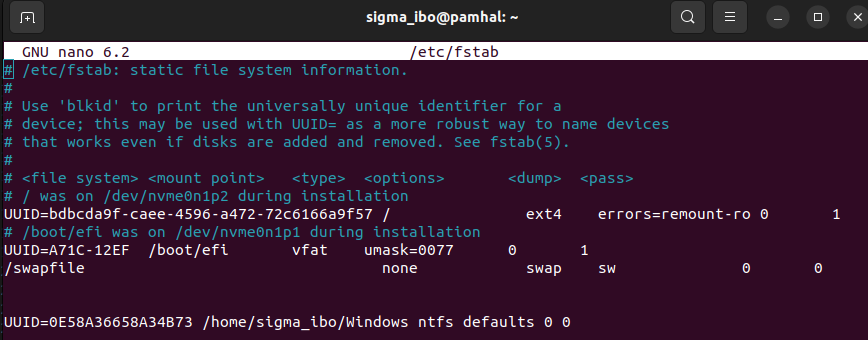 sigma_ibo@pamhal: ~
GNU nano 6.2 /etc/fstab
# /etc/fstab: static file system information.
#
# Use 'blkid' to print the universally unique identifier for a
# device; this may be used with UUID= as a more robust way to name devices
# that works even if disks are added and removed. See fstab(5).
#
# <file system> <mount point>   <type>  <options>       <dump>  <pass>
# / was on /dev/nvme0n1p2 during installation
UUID=bdbcda9f-caee-4596-a472-72c6166a9f57 /               ext4    errors=remount-ro 0       1
# /boot/efi was on /dev/nvme0n1p1 during installation
UUID=A71C-12EF  /boot/efi       vfat    umask=0077      0       1
/swapfile                                 none            swap    sw              0       0
UUID=0E58A36658A34B73 /home/sigma_ibo/Windows ntfs defaults 0 0